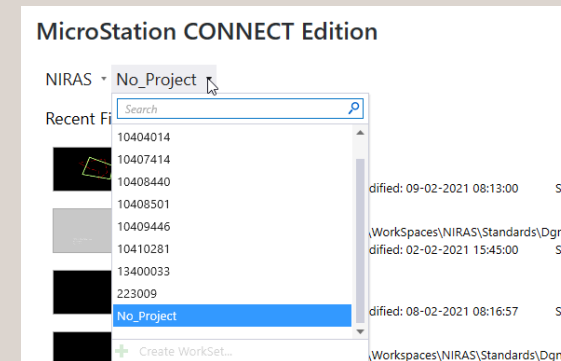 MicroStation CONNECT Edition
NIRAS No_Project
Recent Fi
Search
10404014
10407414
10408440
dified: 09-02-2021 08:13:00 S
10408501
10409446
\WorkSpaces\NIRAS\Standards\Dgn
10410281
dified: 02-02-2021 15:45:00 S
13400033
223009
No_Project
dified: 08-02-2021 08:16:57 S
Create WorkSet...
\Workspaces\NIRAS\Standards\Dgn